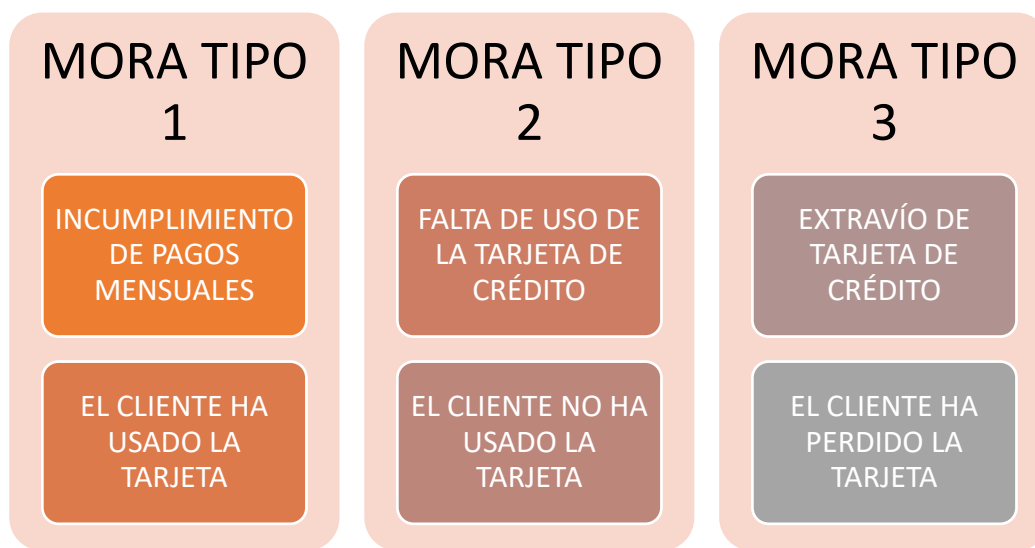 MORA TIPO
1
INCUMPLIMIENTO
DE PAGOS
MENSUALES
EL CLIENTE HA
USADO LA
TARJETA
MORA TIPO
2
FALTA DE USO DE
LA TARJETA DE
CRÉDITO
EL CLIENTE NO HA
USADO LA
TARJETA
MORA TIPO
3
EXTRAVÍO DE
TARJETA DE
CRÉDITO
EL CLIENTE HA
PERDIDO LA
TARJETA